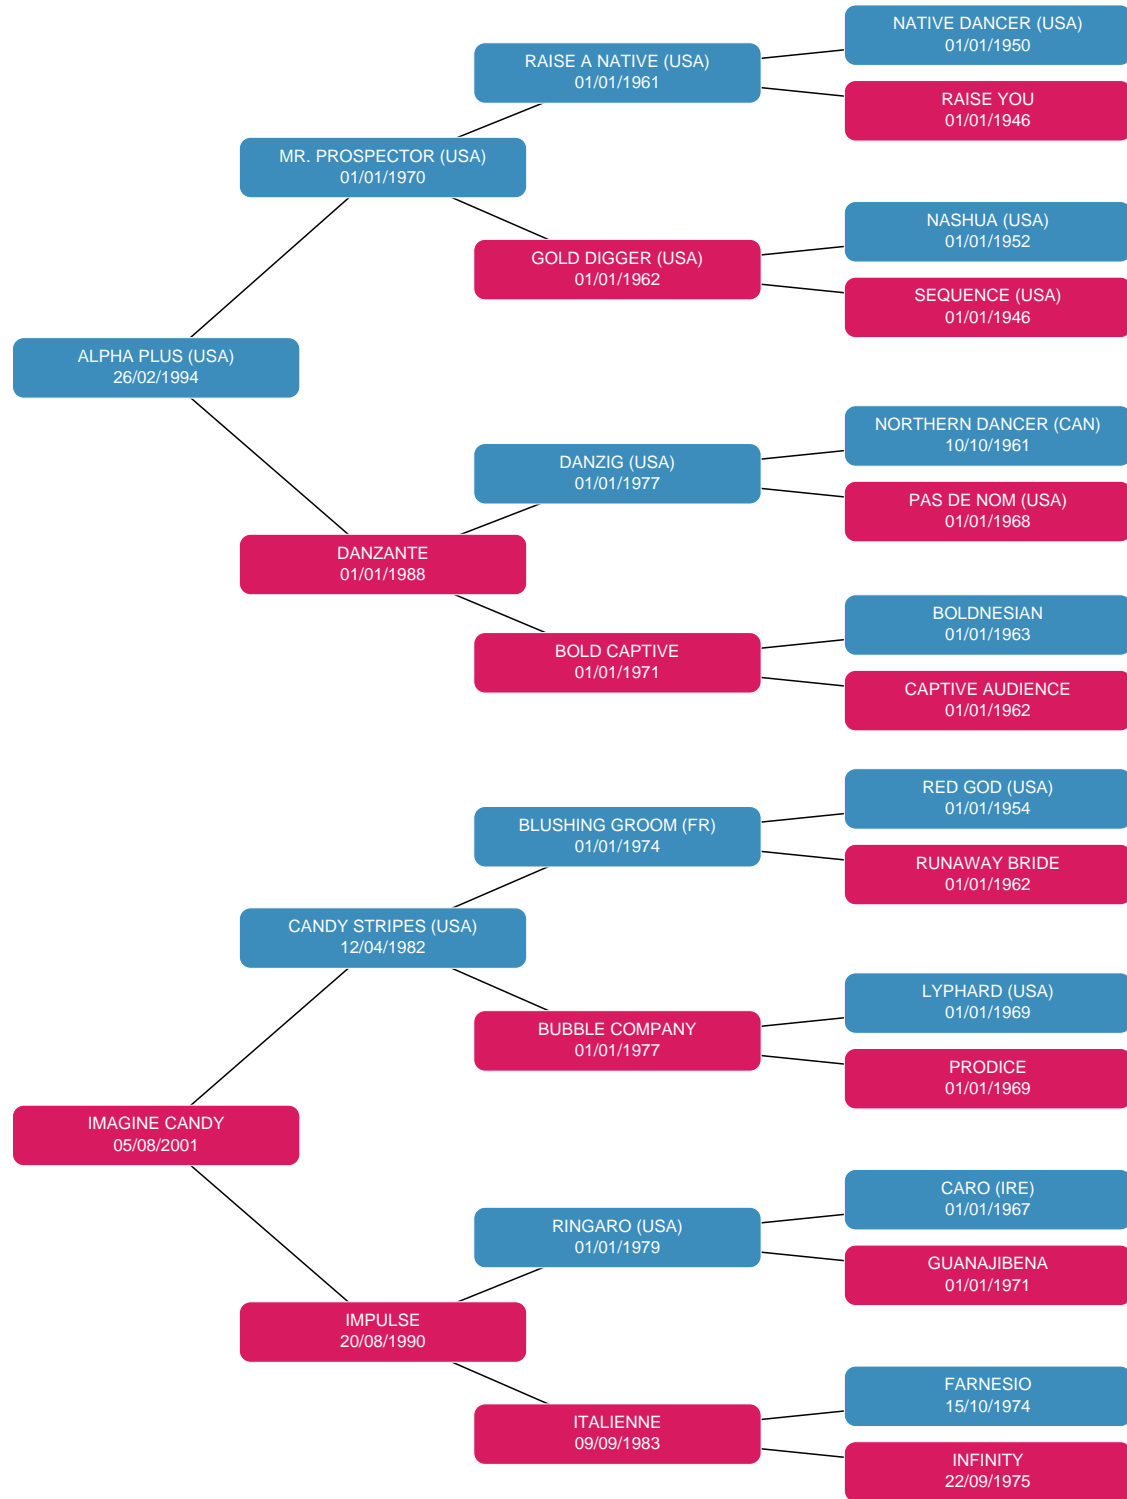 NATIVE DANCER (USA)
01/01/1950
RAISE A NATIVE (USA)
01/01/1961
RAISE YOU
01/01/1946
MR. PROSPECTOR (USA)
01/01/1970
NASHUA (USA)
01/01/1952
GOLD DIGGER (USA)
01/01/1962
SEQUENCE (USA)
01/01/1946
ALPHA PLUS (USA)
26/02/1994
NORTHERN DANCER (CAN)
10/10/1961
DANZIG (USA)
01/01/1977
PAS DE NOM (USA)
01/01/1968
DANZANTE
01/01/1988
BOLDNESIAN
01/01/1963
BOLD CAPTIVE
01/01/1971
CAPTIVE AUDIENCE
01/01/1962
RED GOD (USA)
01/01/1954
BLUSHING GROOM (FR)
01/01/1974
RUNAWAY BRIDE
01/01/1962
CANDY STRIPES (USA)
12/04/1982
LYPHARD (USA)
01/01/1969
BUBBLE COMPANY
01/01/1977
PRODICE
01/01/1969
IMAGINE CANDY
05/08/2001
CARO (IRE)
01/01/1967
RINGARO (USA)
01/01/1979
GUANAJIBENA
01/01/1971
IMPULSE
20/08/1990
FARNESIO
15/10/1974
ITALIENNE
09/09/1983
INFINITY
22/09/1975